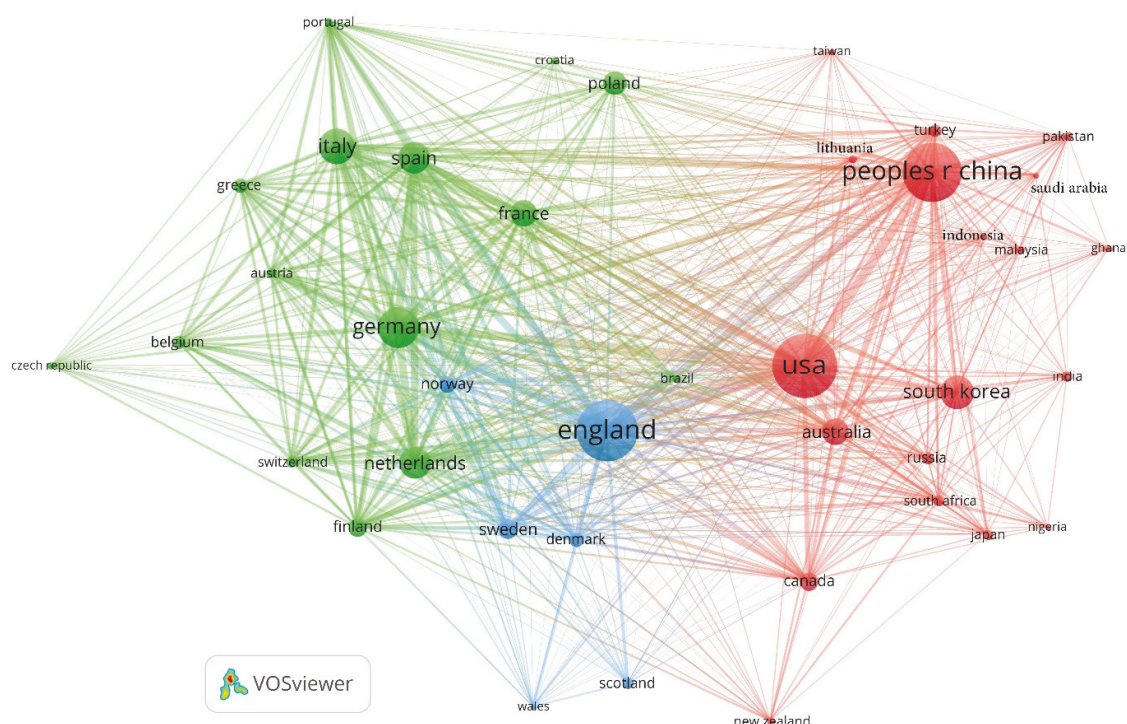 portugal
taiwan
croatia
poland
turkey
pakistan
italy
spain
lithuania
peoples r china
greece
saudi arabia
france
indonesia
malaysia
ghana
austria
germany
belgium
czech republic
usa
norway
brazil
india
south korea
england
australia
switzerland
netherlands
russia
south africa
finland
sweden
denmark
japan
nigeria
canada
scotland
VOSviewer
wales
new zealand